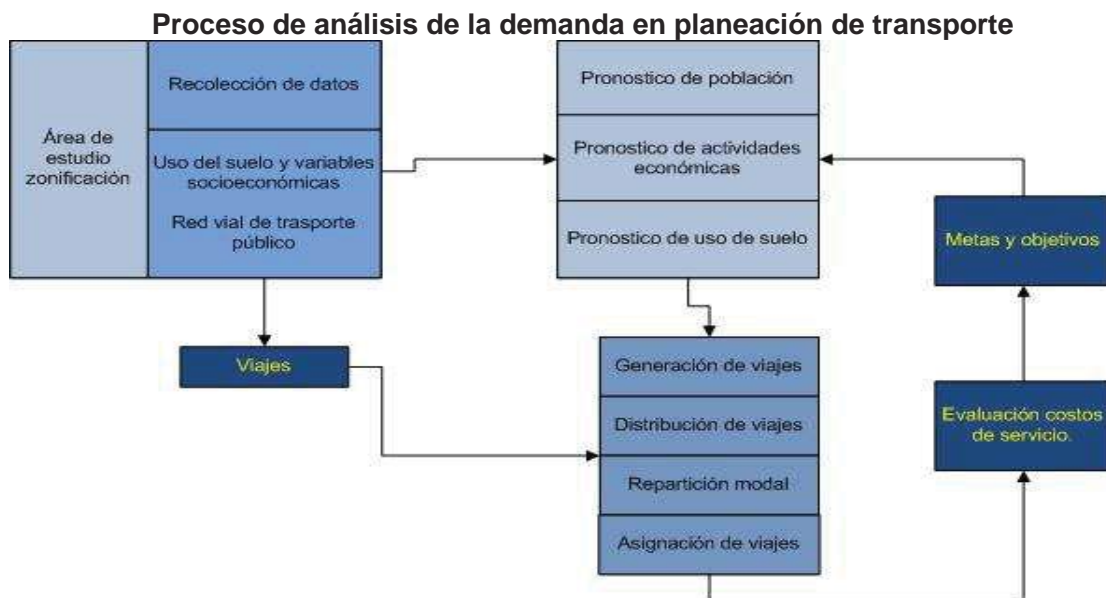 Proceso de análisis de la demanda en planeación de transporte
Área de
estudio
zonificación
Recolección de datos
Uso del suelo y variables
socioeconómicas
Red vial de trasporte
público
Pronostico de población
Pronostico de actividades
económicas
Pronostico de uso de suelo
Metas y objetivos
Viajes
Generación de viajes
Distribución de viajes
Repartición modal
Asignación de viajes
Evaluación costos
de servicio.